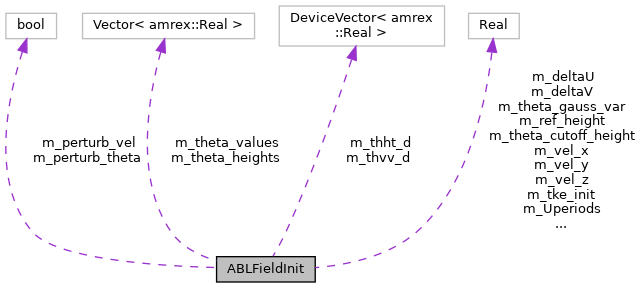 bool
Vector< amrex::Real >
DeviceVector< amrex
::Real >
Real
m_perturb_vel
m_perturb_theta
m_theta_values
m_theta_heights
m_thht_d
m_thvv_d
m_deltaU
m_deltaV
m_theta_gauss_var
m_ref_height
m_theta_cutoff_height
m_vel_x
m_vel_y
m_vel_z
m_tke_init
m_Uperiods
...
ABLFieldInit